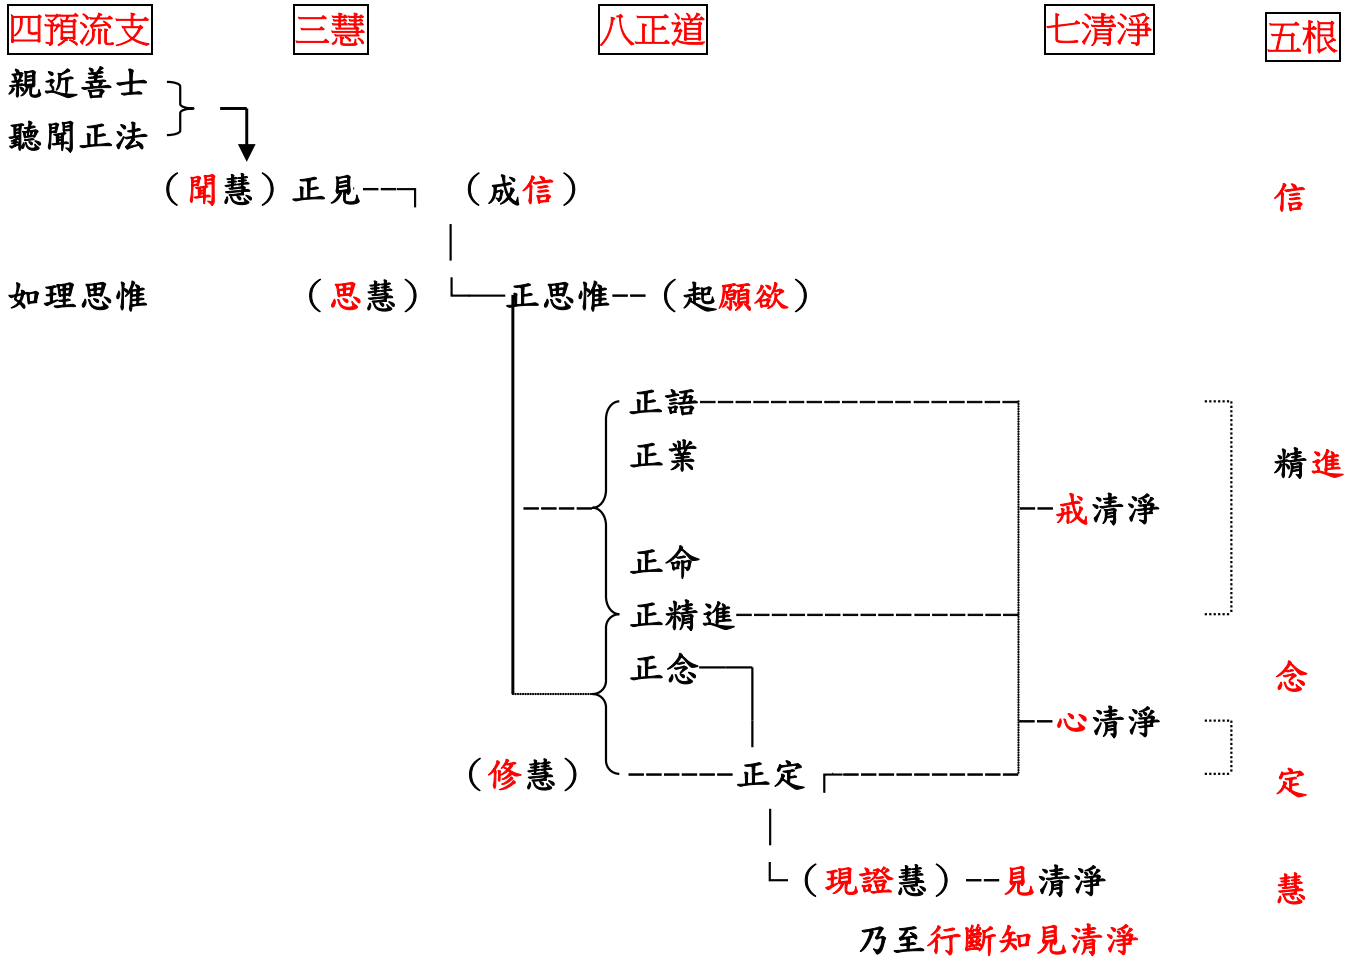 四預流支 三慧 八正道 七清淨 五根
親近善士
聽聞正法
（聞慧）正見 （成信） 信
如理思惟 （思慧） 正思惟--（起願欲）
正語
正業 精進
戒清淨
正命
正精進
正念 念
心清淨
（修慧） 正定 定
（現證慧）--見清淨 慧
乃至行斷知見清淨